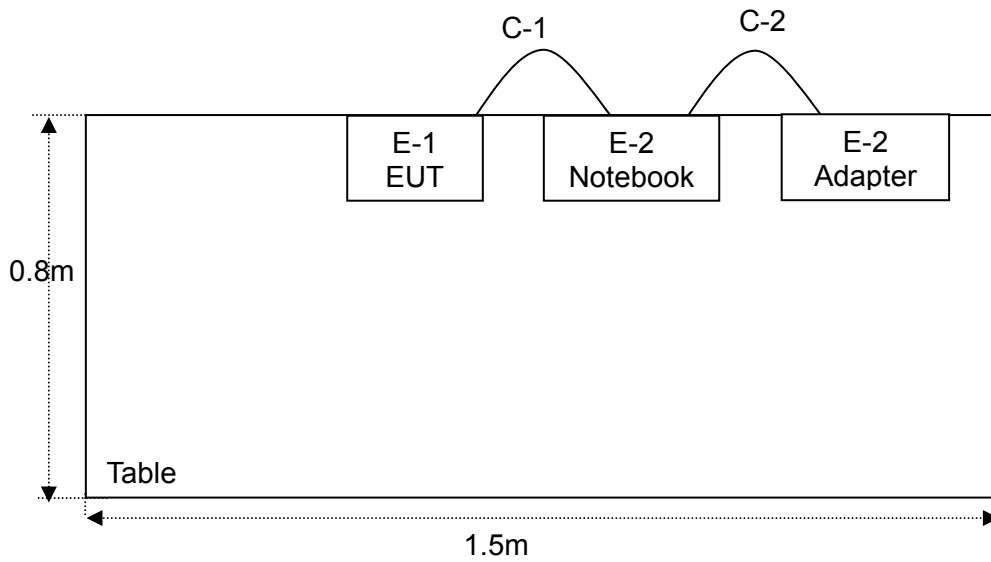 C-1
C-2
E-1
EUT
E-2
Notebook
E-2
Adapter
0.8m
Table
1.5m